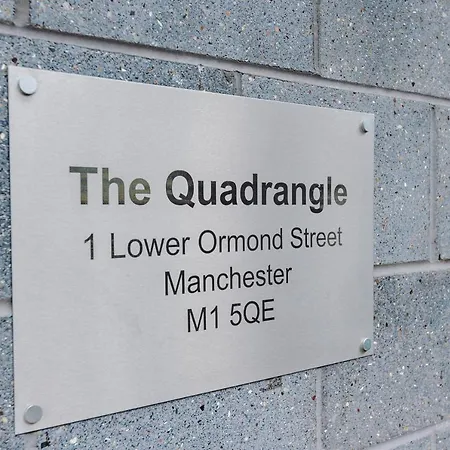 The Quadrangle
1 Lower Ormond Street
Manchester
M1 5QE